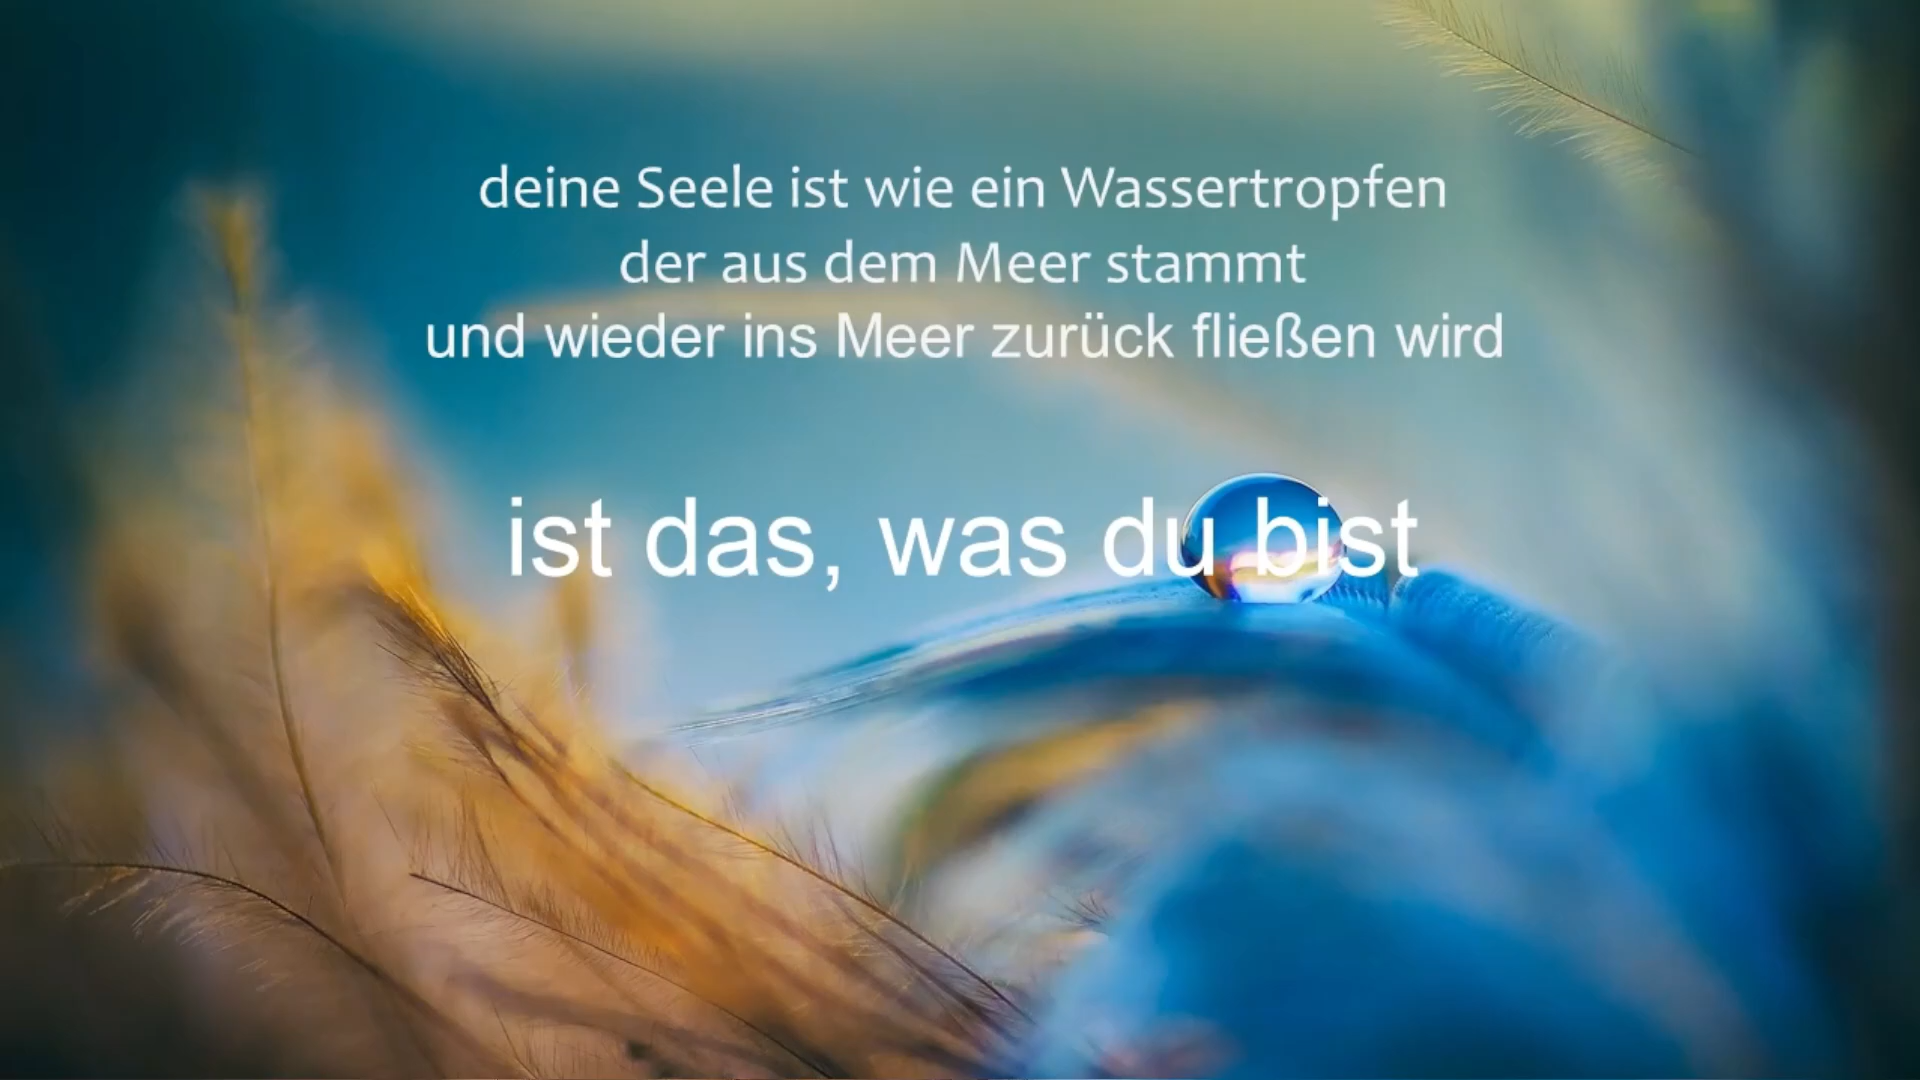 deine Seele ist wie ein Wassertropfen
der aus dem Meer stammt
und wieder ins Meer zurück fließen wird
ist das, was du bist